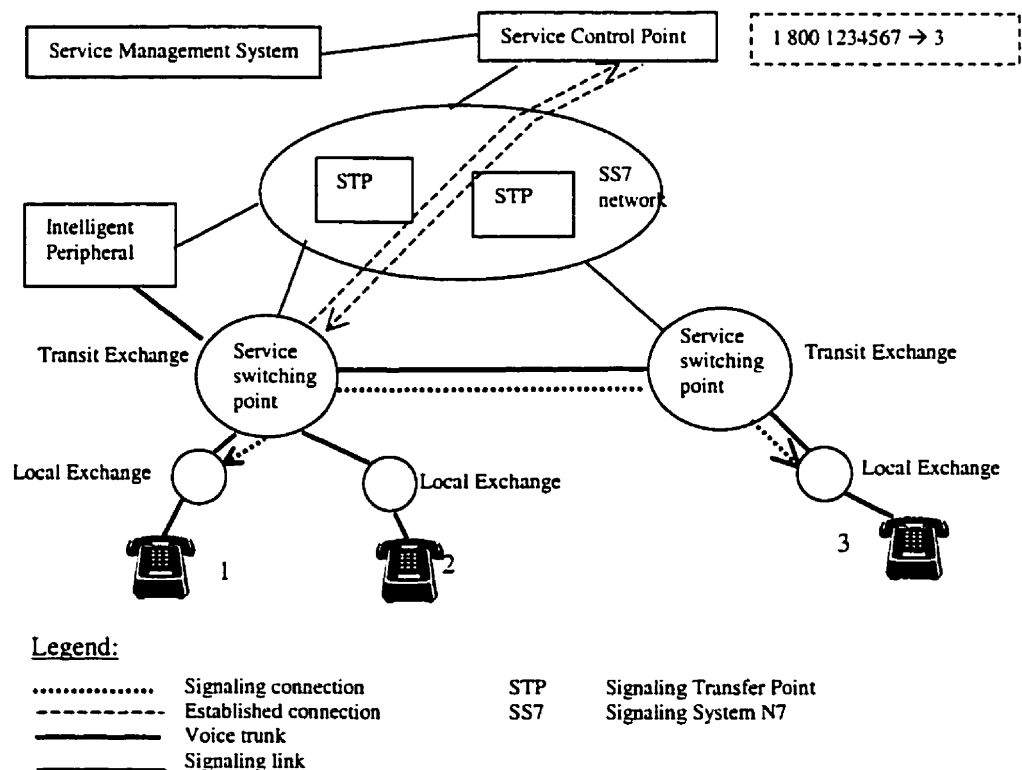 Service Management System
Service Control Point
1 800 1234567 → 3
STP
STP
SS7
network
Intelligent
Peripheral
Transit Exchange
Service
switching
point
Service
switching
point
Transit Exchange
Local Exchange
Local Exchange
Local Exchange
1
2
3
Legend:
Signaling connection
STP Signaling Transfer Point
Established connection
SS7 Signaling System N7
Voice trunk
Signaling link